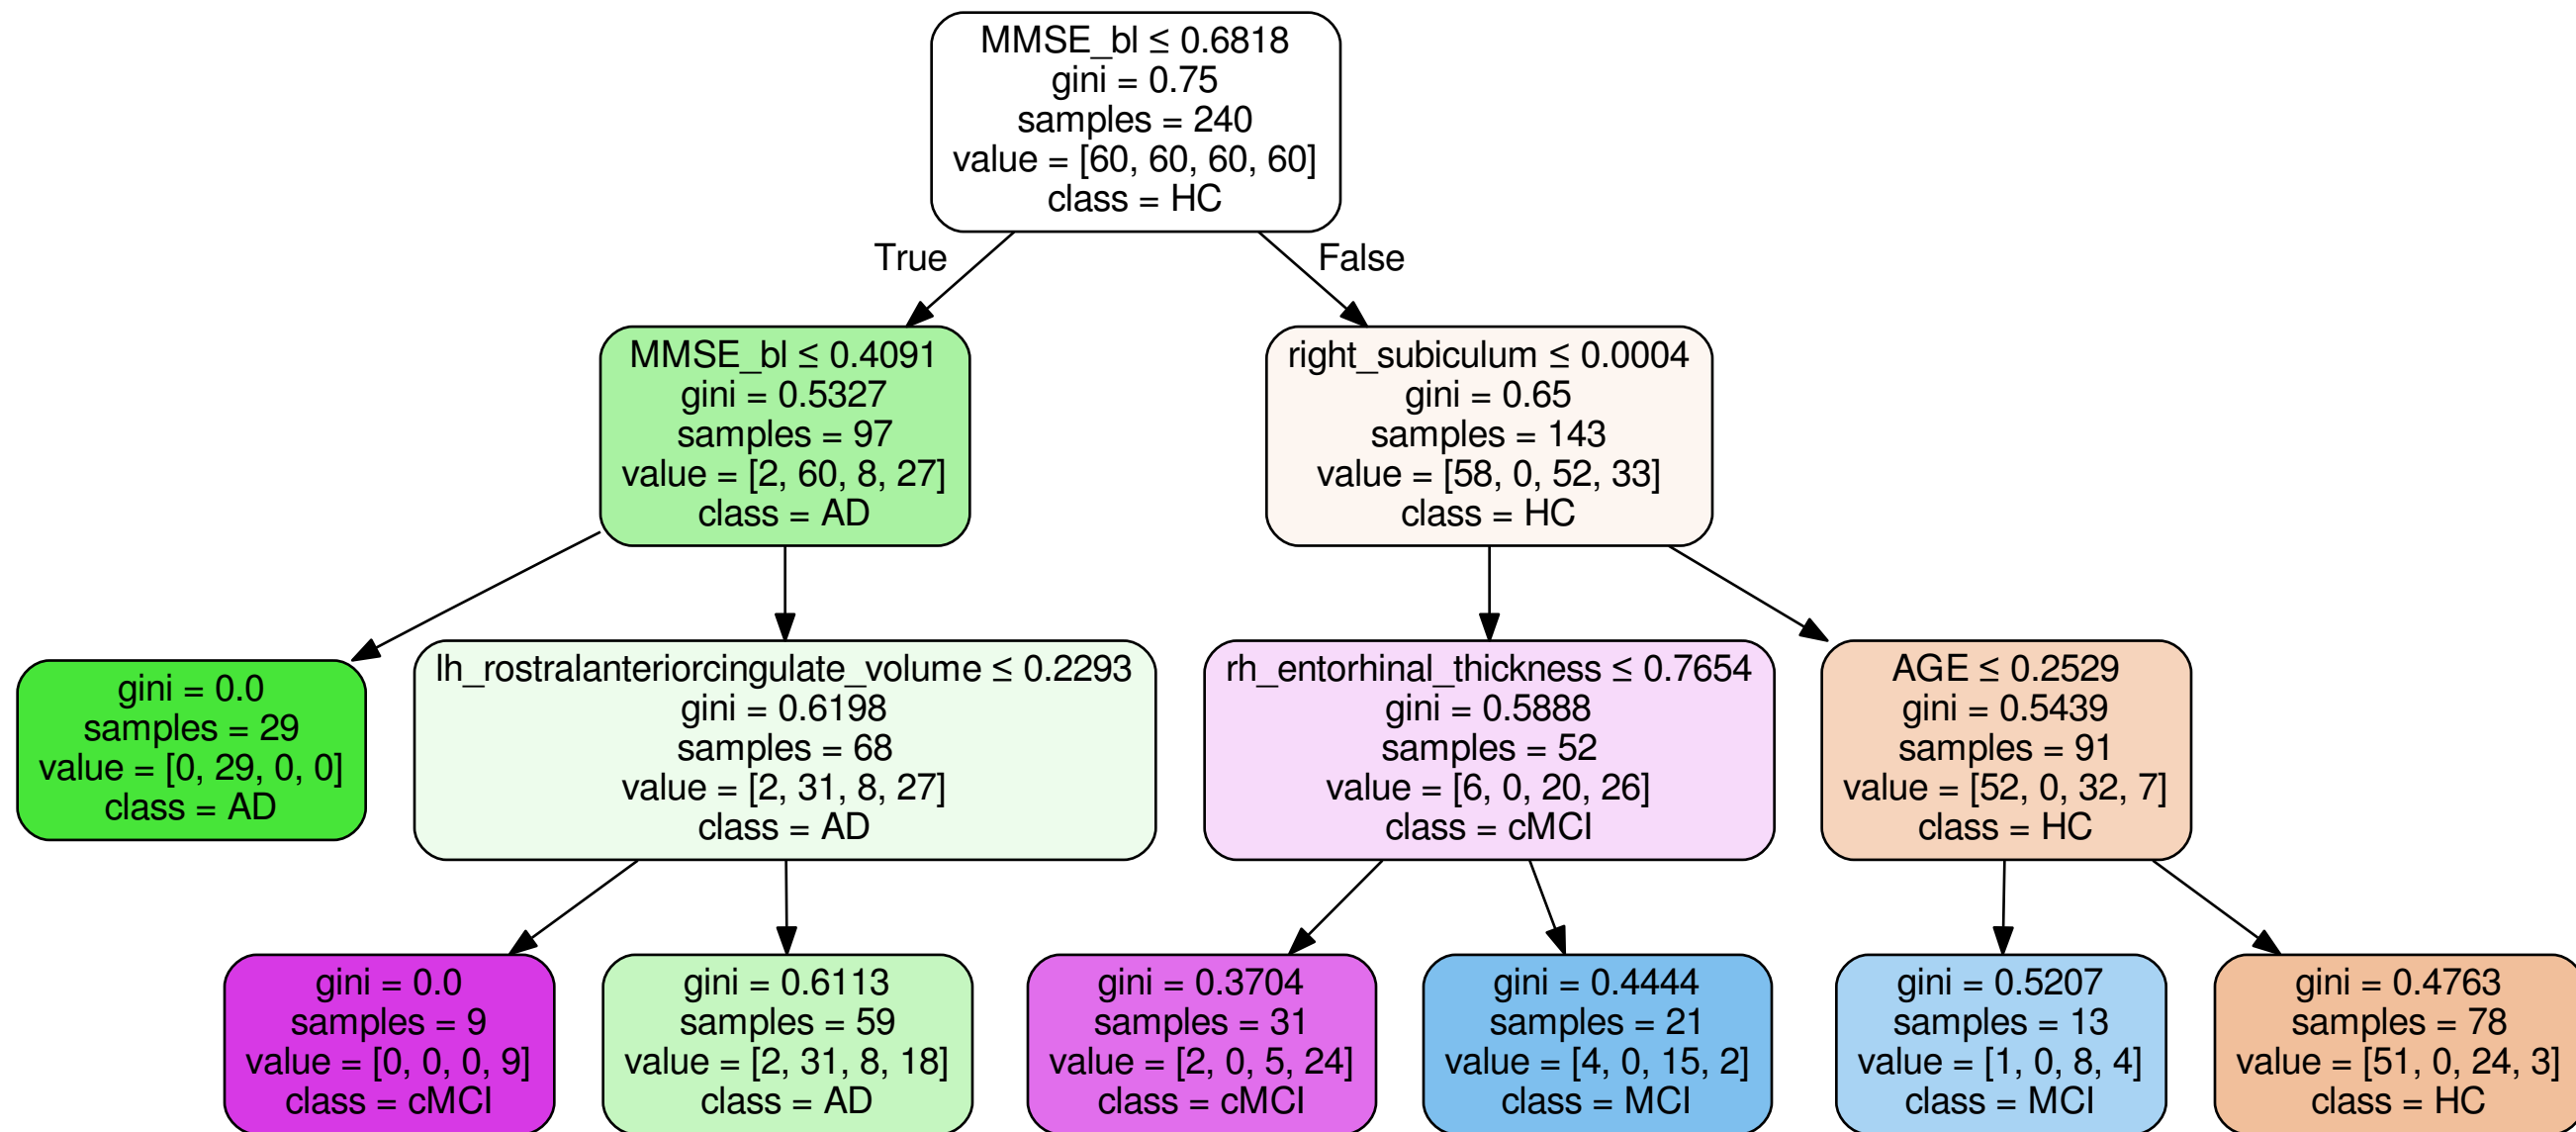 MMSE_bl ≤ 0.6818
gini = 0.75
samples = 240
value = [60, 60, 60, 60]
class = HC
True
False
MMSE_bl ≤ 0.4091
gini = 0.5327
samples = 97
value = [2, 60, 8, 27]
class = AD
right_subiculum ≤ 0.0004
gini = 0.65
samples = 143
value = [58, 0, 52, 33]
class = HC
gini = 0.0
samples = 29
value = [0, 29, 0, 0]
class = AD
lh_rostralanteriorcingulate_volume ≤ 0.2293
gini = 0.6198
samples = 68
value = [2, 31, 8, 27]
class = AD
rh_entorhinal_thickness ≤ 0.7654
gini = 0.5888
samples = 52
value = [6, 0, 20, 26]
class = cMCI
AGE ≤ 0.2529
gini = 0.5439
samples = 91
value = [52, 0, 32, 7]
class = HC
gini = 0.0
samples = 9
value = [0, 0, 0, 9]
class = cMCI
gini = 0.6113
samples = 59
value = [2, 31, 8, 18]
class = AD
gini = 0.3704
samples = 31
value = [2, 0, 5, 24]
class = cMCI
gini = 0.4444
samples = 21
value = [4, 0, 15, 2]
class = MCI
gini = 0.5207
samples = 13
value = [1, 0, 8, 4]
class = MCI
gini = 0.4763
samples = 78
value = [51, 0, 24, 3]
class = HC